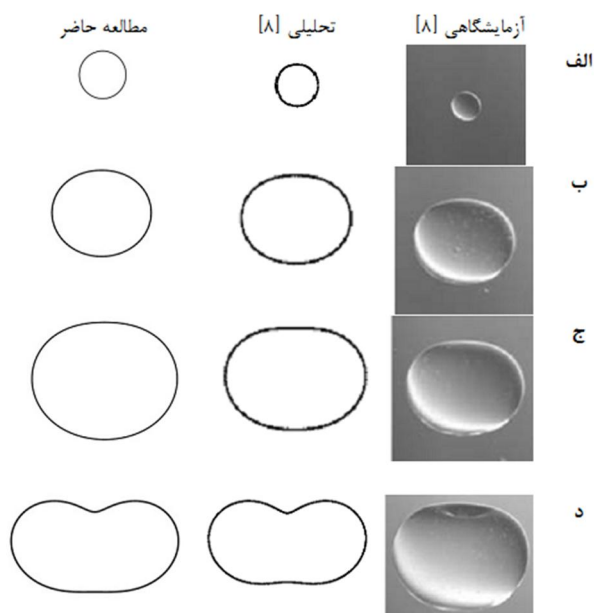 آزمایشگاهی [۸] تحلیلی [۸] مطالعه حاضر
الف
ب
ج
د